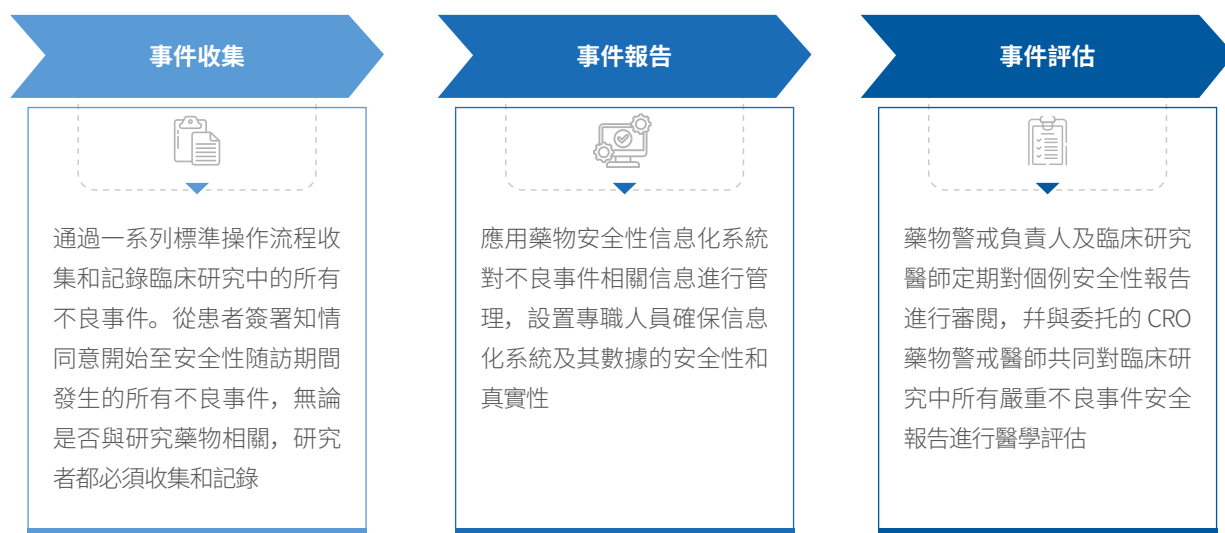 事件收集
通過一系列標準操作流程收
集和記錄臨床研究中的所有
不良事件。從患者簽署知情
同意開始至安全性隨訪期間
發生的所有不良事件，無論
是否與研究藥物相關，研究
者都必須收集和記錄
事件報告
應用藥物安全性信息化系統
對不良事件相關信息進行管
理，設置專職人員確保信息
化系統及其數據的安全性和
真實性
事件評估
藥物警戒負責人及臨床研究
醫師定期對個例安全性報告
進行審閱，幷與委托的 CRO
藥物警戒醫師共同對臨床研
究中所有嚴重不良事件安全
報告進行醫學評估